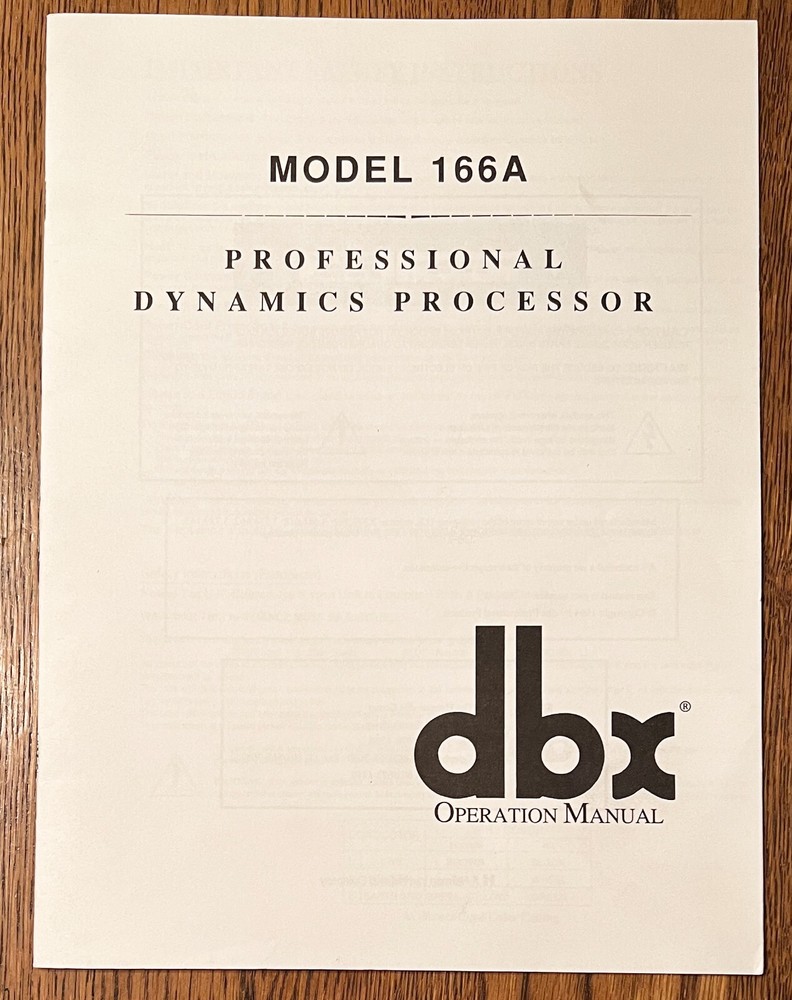 MODEL 166A
PROFESSIONAL
DYNAMICS PROCESSOR
dbx®
OPERATION MANUAL